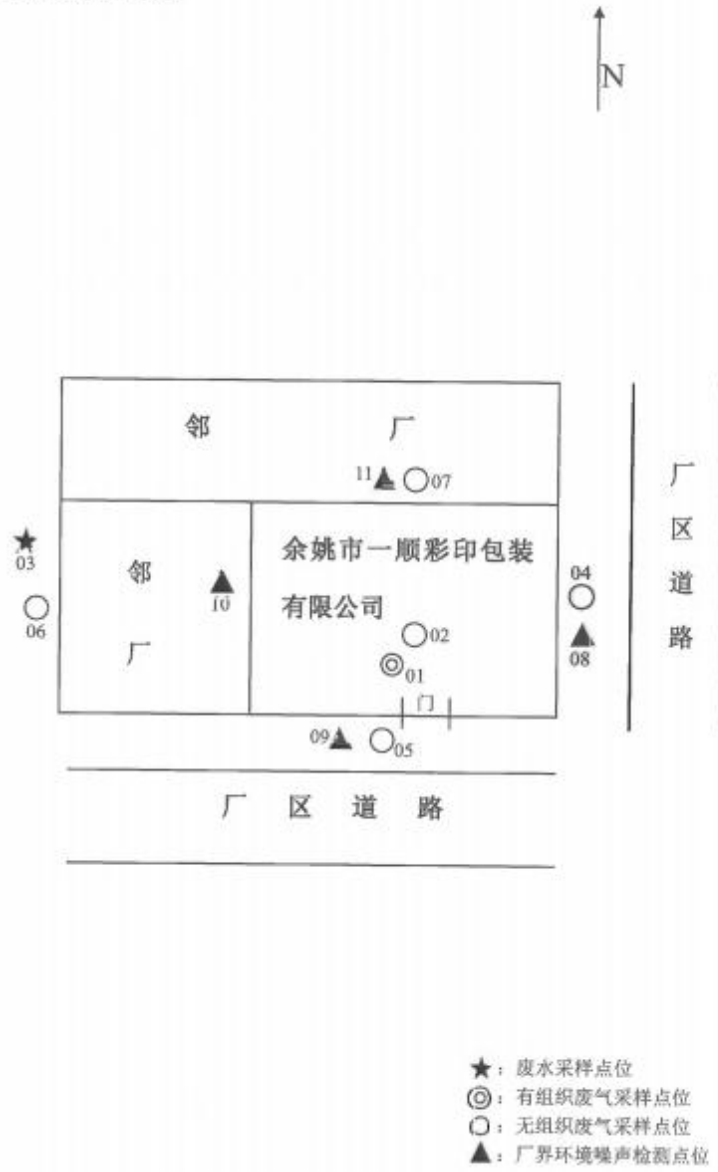 N
邻 厂
11 07
厂区道路
03
邻厂
10
余姚市一顺彩印包装
有限公司
04
06
02
08
01
门
09 05
厂 区 道 路
★：废水采样点位
◎：有组织废气采样点位
○：无组织废气采样点位
▲：厂界环境噪声检测点位